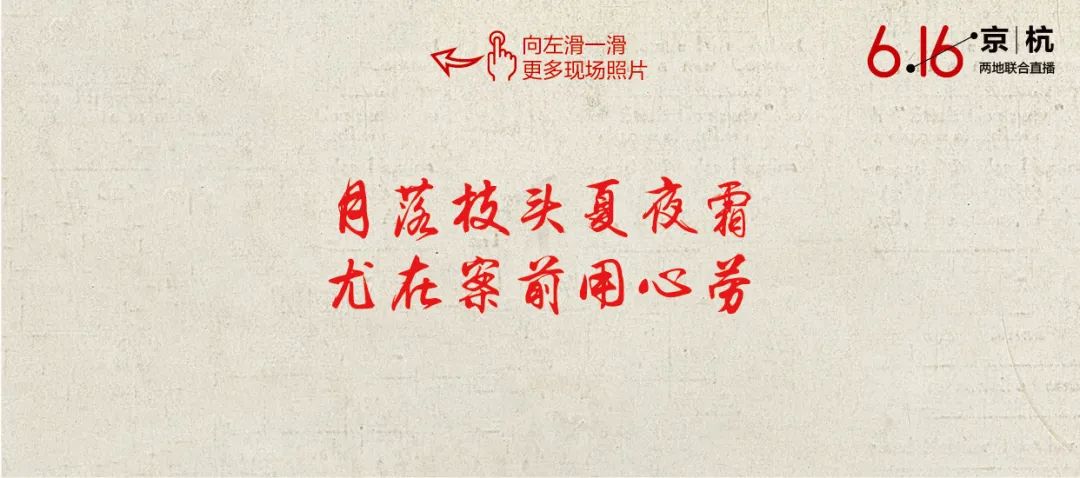 向左滑一滑
更多现场照片
6.16 京|杭
两地联合直播
月落枝头夏夜霜
尤在案前用心劳